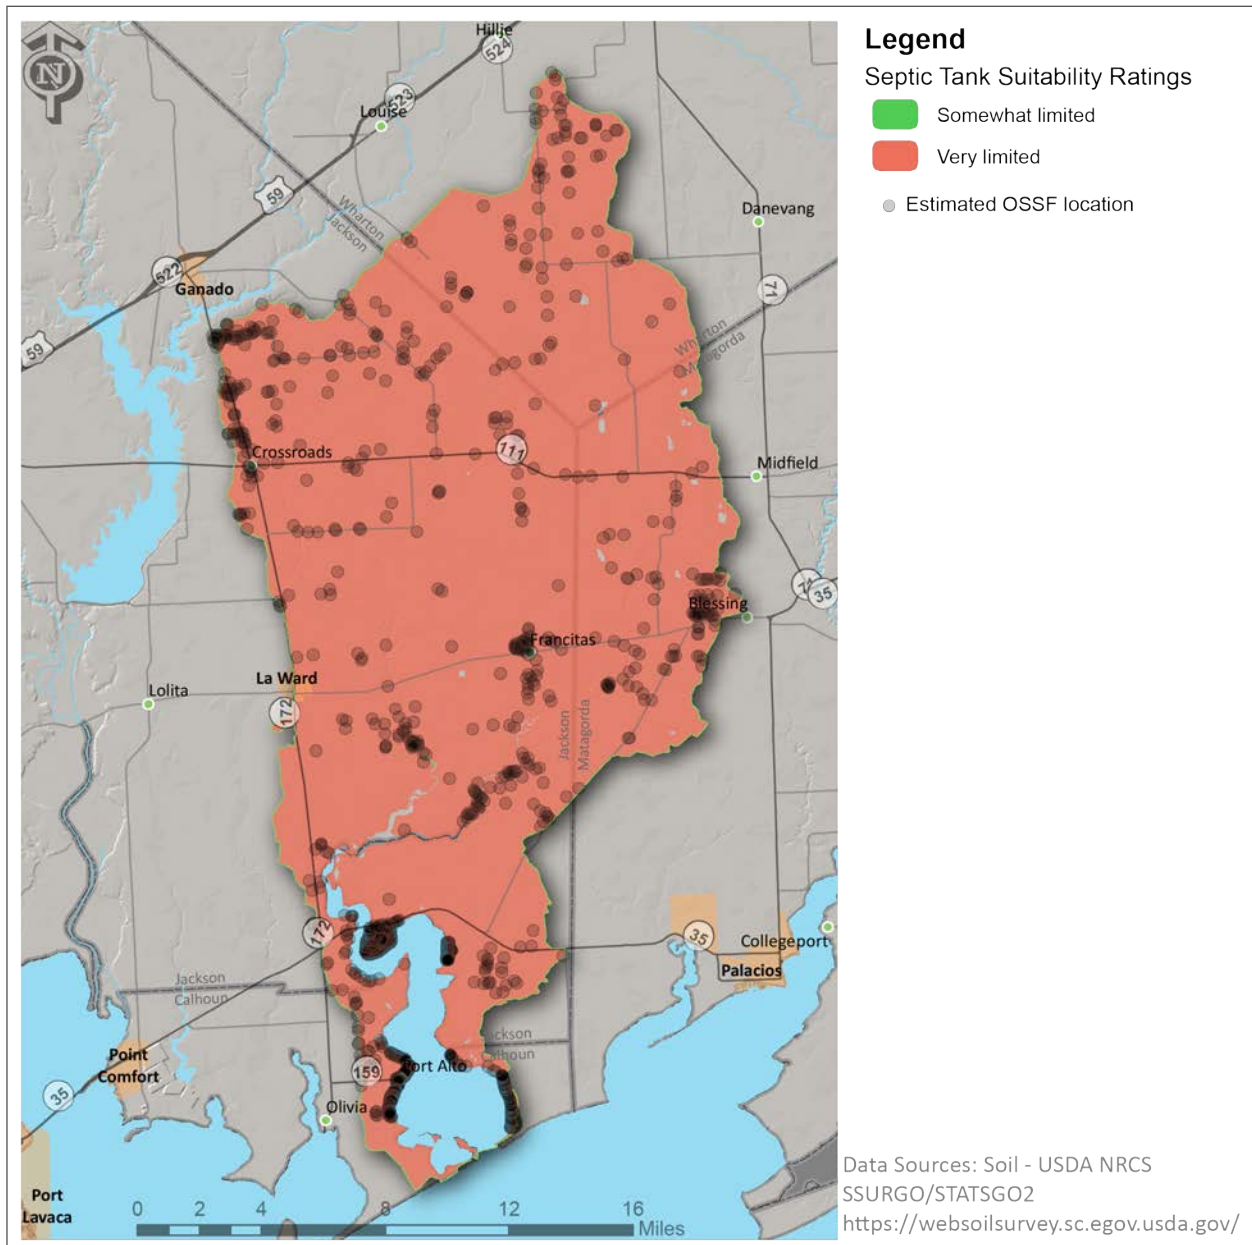 Legend
Septic Tank Suitability Ratings
Somewhat limited
Very limited
Estimated OSSF location
N
Hillje
524
523
Louise
59
Wharton
Jackson
Danevang
522
Ganado
71
59
Wharton
Matagorda
Crossroads
111
Midfield
71
35
Blessing
Francitas
La Ward
Lolita
172
Jackson
Matagorda
172
35
Collegeport
Palacios
Jackson
Calhoun
Jackson
Calhoun
Point
Comfort
Port Alto
159
35
Olivia
Port
Lavaca
0 2 4 8 12 16
Miles
Data Sources: Soil - USDA NRCS
SSURGO/STATSGO2
https://websoilsurvey.sc.egov.usda.gov/